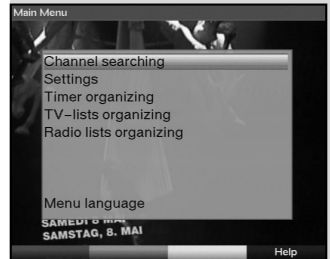 Main Menu
Channel searching
Settings
Timer organizing
TV-lists organizing
Radio lists organizing
Menu language
SAMEDI 8 MAI
SAMSTAG, 8. MAI
Help